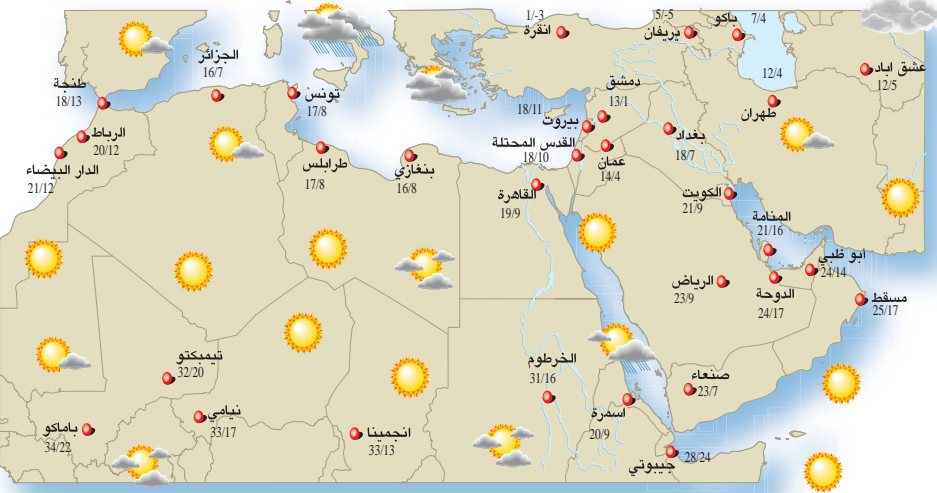 1/-3
أنقرة
5/-5
يريفان
باكو
7/4
12/4
عشق اباد
12/5
طهران
دمشق
13/1
18/11
بيروت
القدس المحتلة
18/10
عمان
14/4
بغداد
18/7
الجزائر
16/7
طنجة
18/13
تونس
17/8
الرباط
20/12
الدار البيضاء
21/12
طرابلس
17/8
بنغازي
16/8
القاهرة
19/9
الكويت
21/9
المنامة
21/16
أبو ظبي
24/14
الرياض
23/9
الدوحة
24/17
مسقط
25/17
تيمبكتو
32/20
الخرطوم
31/16
صنعاء
23/7
نيامي
33/17
باماكو
34/22
انجمينا
33/13
اسمرة
20/9
28/24
جيبوتي